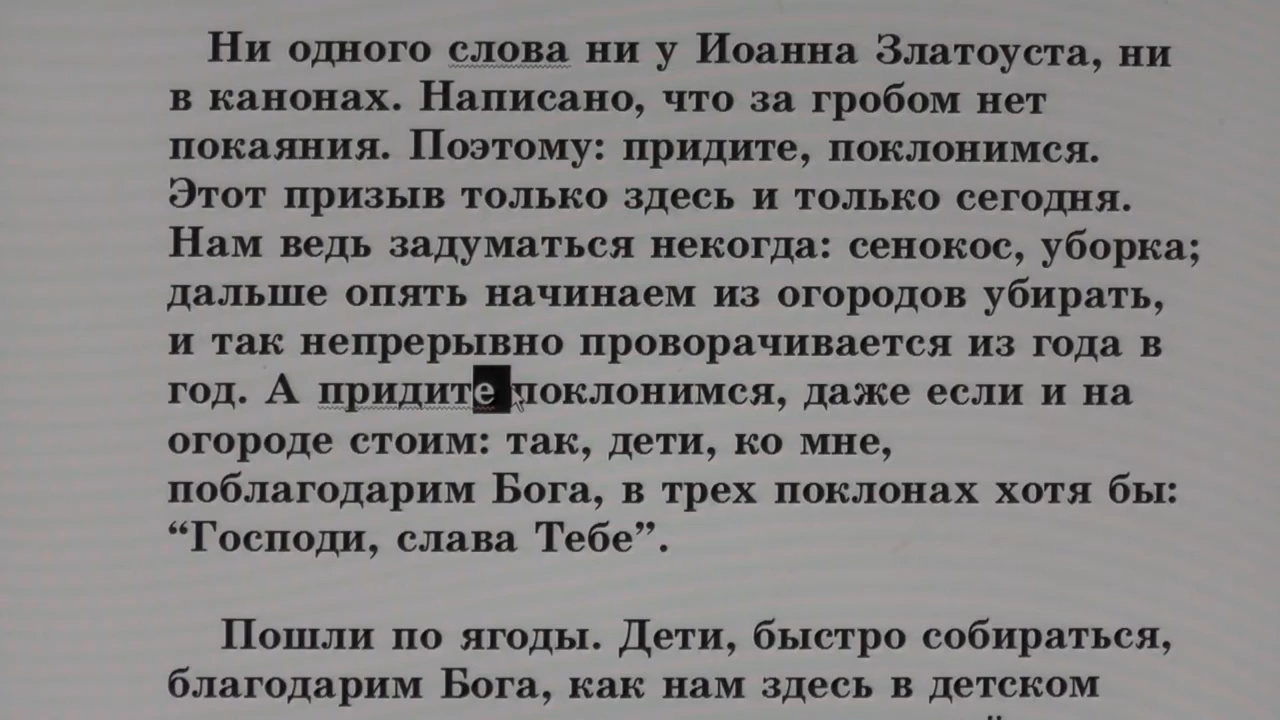 Ни одного слова ни у Иоанна Златоуста, ни
в канонах. Написано, что за гробом нет
покаяния. Поэтому: придите, поклонимся.
Этот призыв только здесь и только сегодня.
Нам ведь задуматься некогда: сенокос, уборка;
дальше опять начинаем из огородов убирать,
и так непрерывно проворачивается из года в
год. А придите поклонимся, даже если и на
огороде стоим: так, дети, ко мне,
поблагодарим Бога, в трех поклонах хотя бы:
“Господи, слава Тебе”.
Пошли по ягоды. Дети, быстро собираться,
благодарим Бога, как нам здесь в детском